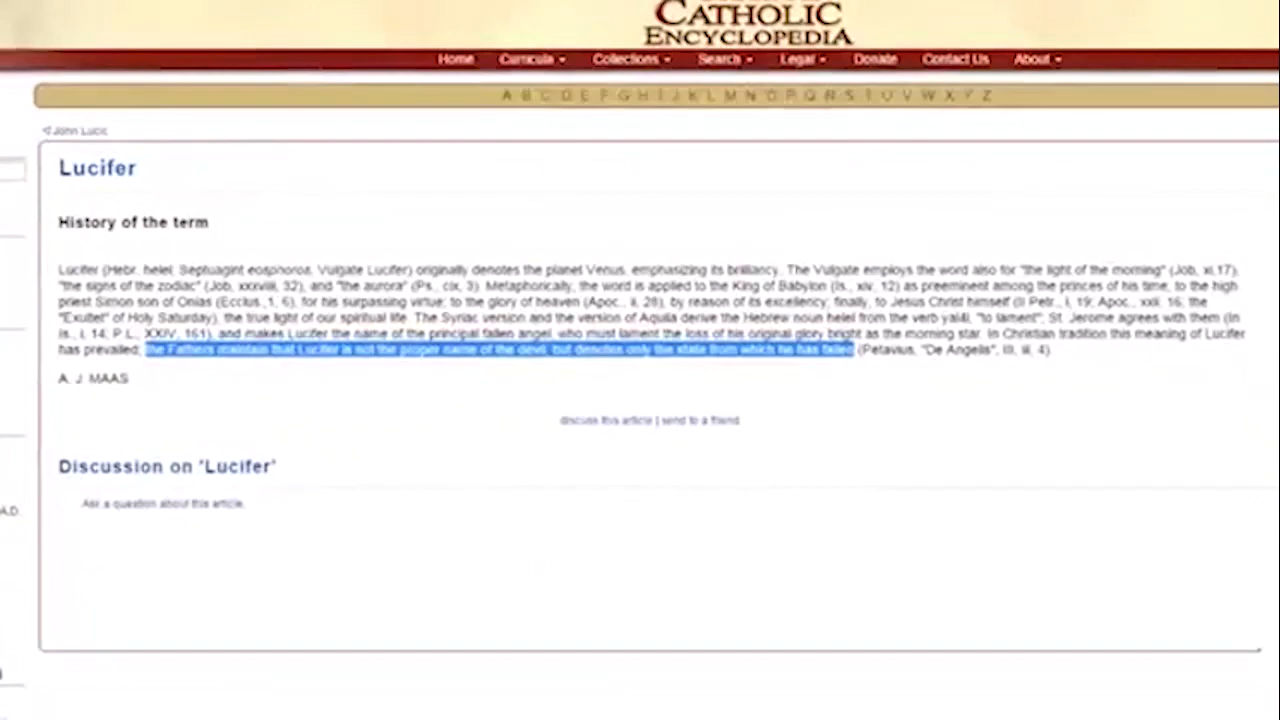 CATHOLIC
ENCYCLOPEDIA
Home Curricula Collections Search Legal Donate Contact Us About
A B C D E F G H I J K L M N O P Q R S T U V W X Y Z
John Lucic
Lucifer
History of the term
Lucifer (Hebr. helel; Septuagint eosphoros, Vulgate Lucifer) originally denotes the planet Venus, emphasizing its brilliancy. The Vulgate employs the word also for "the light of the morning" (Job, xi,17),
"the signs of the zodiac" (Job, xxxviii, 32), and "the aurora" (Ps., cix, 3). Metaphorically, the word is applied to the King of Babylon (Is., xiv, 12) as preeminent among the princes of his time; to the high
priest Simon son of Onias (Ecclus., 1, 6), for his surpassing virtue; to the glory of heaven (Apoc., ii, 28), by reason of its excellency; finally, to Jesus Christ himself (II Petr., i, 19; Apoc., xxii, 16; the
"Exultet" of Holy Saturday), the true light of our spiritual life. The Syriac version and the version of Aquila derive the Hebrew noun helel from the verb "to lament"; St. Jerome agrees with them (In
Is., i, 14; P.L., XXIV, 161), and makes Lucifer the name of the principal fallen angel, who must lament the loss of his original glory bright as the morning star. In Christian tradition this meaning of Lucifer
has prevailed; the Fathers maintain that Lucifer is not the proper name of the devil, but denotes only the state from which he has fallen (Petavius, "De Angelis", III, iii, 4)
A. J. MAAS
discuss this article | send to a friend
Discussion on 'Lucifer'
Ask a question about this article.
A.D.